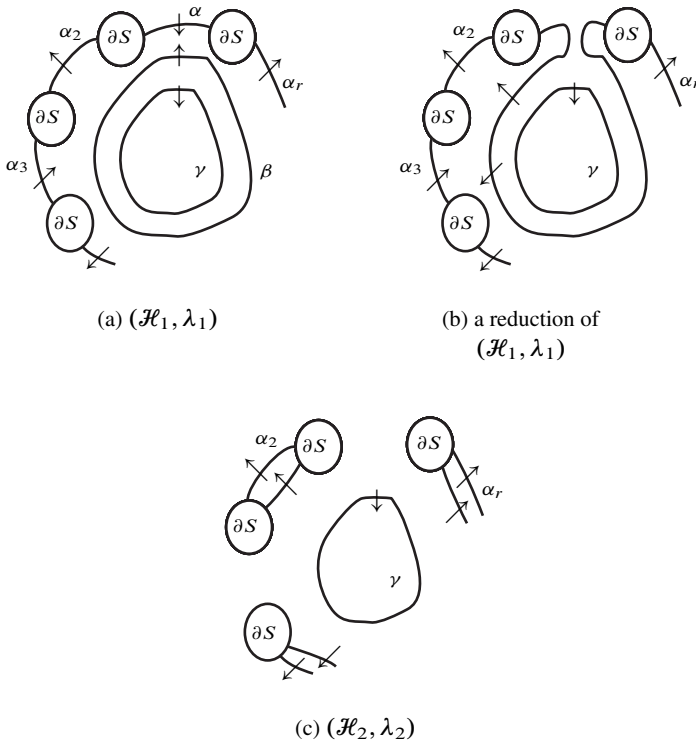 ∂S α ∂S
α₂ α_r
∂S
α₃ γ β
∂S
(a) (ℋ₁, λ₁)
∂S ∂S
α₂ α_r
∂S
α₃ γ
∂S
(b) a reduction of
(ℋ₁, λ₁)
α₂ ∂S ∂S
α_r
∂S
γ
∂S
(c) (ℋ₂, λ₂)